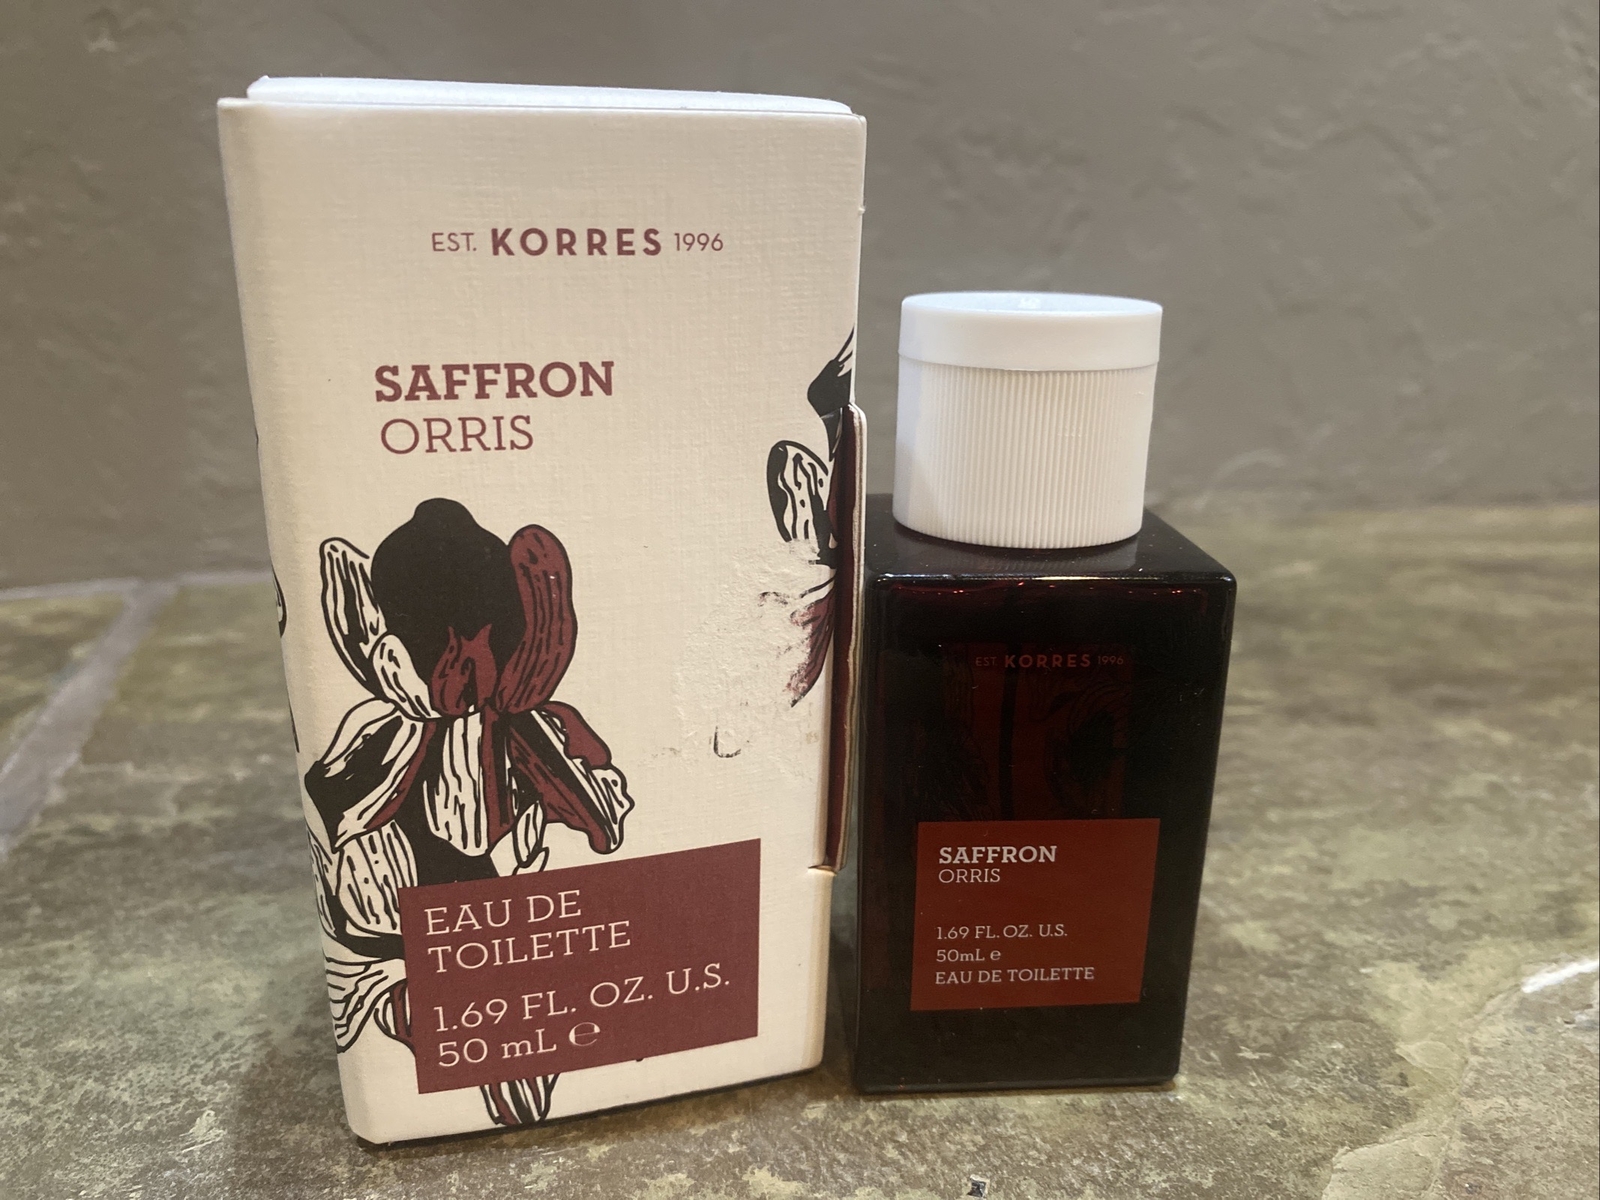 EST. KORRES 1996
SAFFRON
ORRIS
EAU DE
TOILETTE
1.69 FL. OZ. U.S.
50 mL ℮
EST KORRES 1996
SAFFRON
ORRIS
1.69 FL. OZ. U.S.
50mL ℮
EAU DE TOILETTE